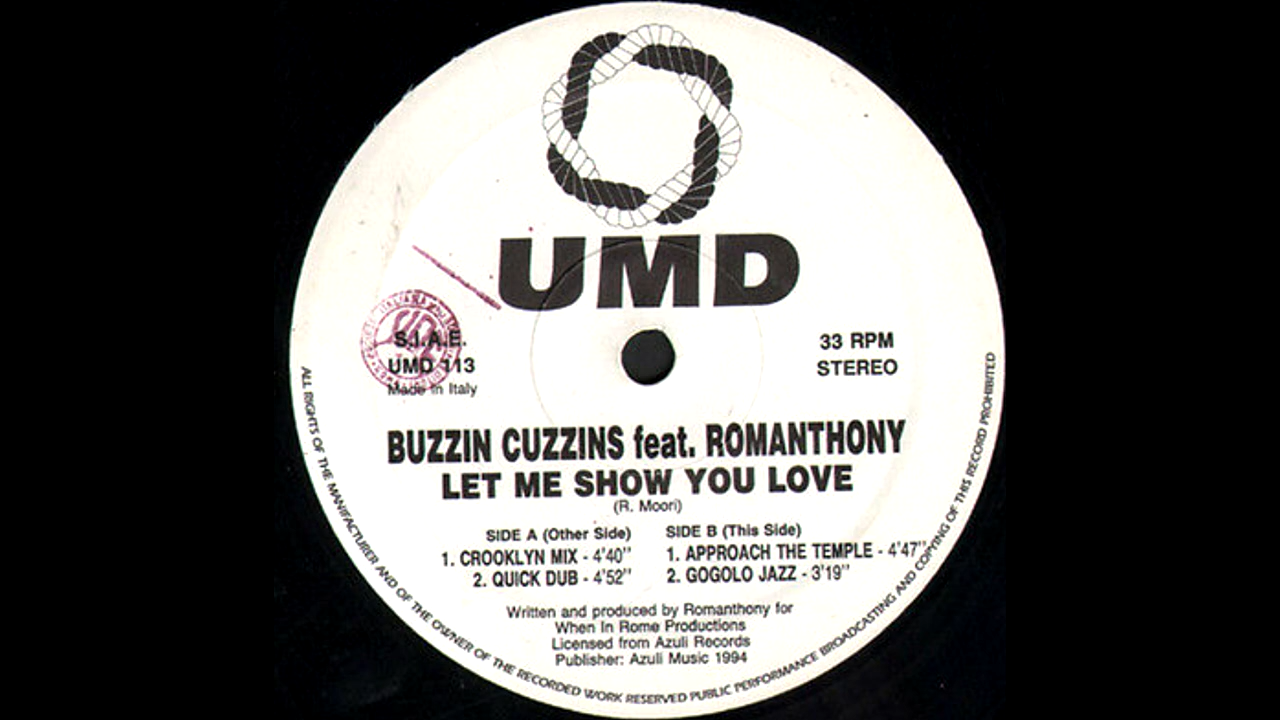 UMD
S.I.A.E.
UMD 113
Made in Italy
33 RPM
STEREO
BUZZIN CUZZINS feat. ROMANTHONY
LET ME SHOW YOU LOVE
(R. Moori)
SIDE A (Other Side)
1. CROOKLYN MIX - 4'40"
2. QUICK DUB - 4'52"
SIDE B (This Side)
1. APPROACH THE TEMPLE - 4'47"
2. GOGOLO JAZZ - 3'19"
Written and produced by Romanthony for
When In Rome Productions
Licensed from Azuli Records
Publisher: Azuli Music 1994
ALL RIGHTS OF THE MANIFACTURER AND OF THE OWNER OF THE RECORDED WORK RESERVED PUBLIC PERFORMANCE BROADCASTING AND COPYING OF THIS RECORD PROHIBITED